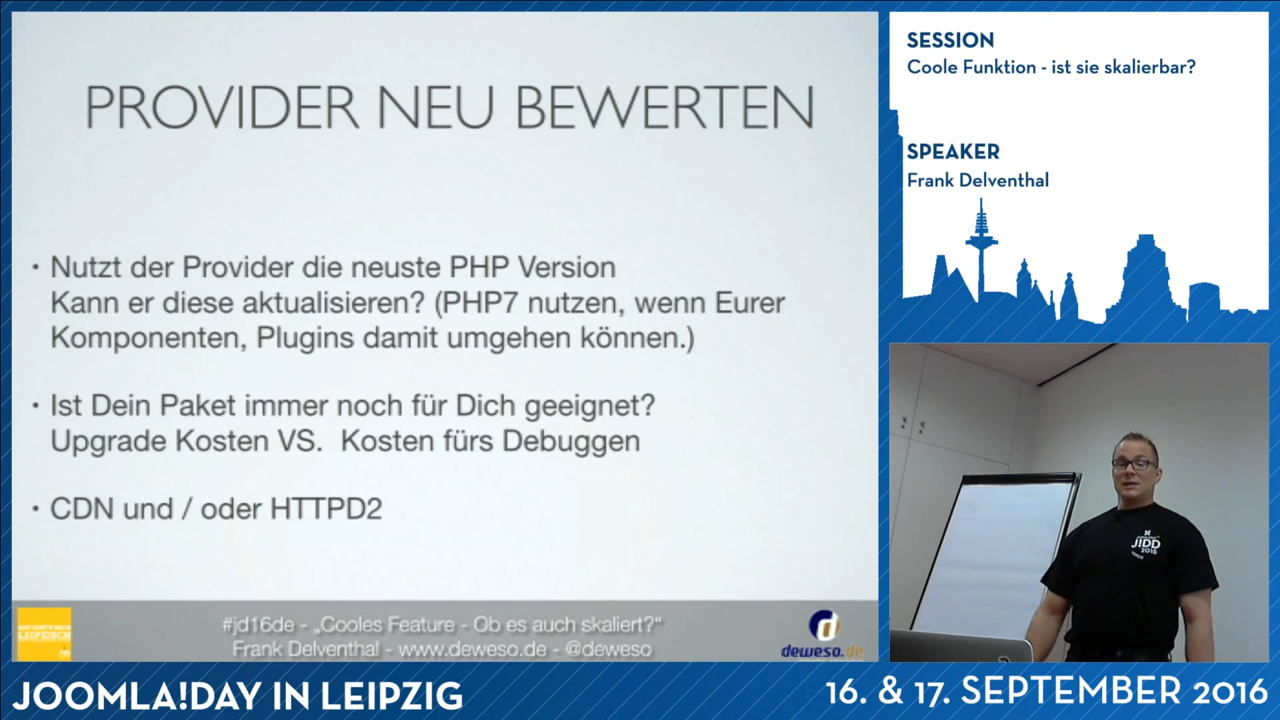 PROVIDER NEU BEWERTEN
• Nutzt der Provider die neuste PHP Version
Kann er diese aktualisieren? (PHP7 nutzen, wenn Eurer
Komponenten, Plugins damit umgehen können.)
• Ist Dein Paket immer noch für Dich geeignet?
Upgrade Kosten VS. Kosten fürs Debuggen
• CDN und / oder HTTPD2
LEIPZISCH
#jd16de - „Cooles Feature - Ob es auch skaliert?“
Frank Delventhal - www.deweso.de - @deweso
d
deweso.de
SESSION
Coole Funktion - ist sie skalierbar?
SPEAKER
Frank Delventhal
JIDD
2016
JOOMLA!DAY IN LEIPZIG
16. & 17. SEPTEMBER 2016